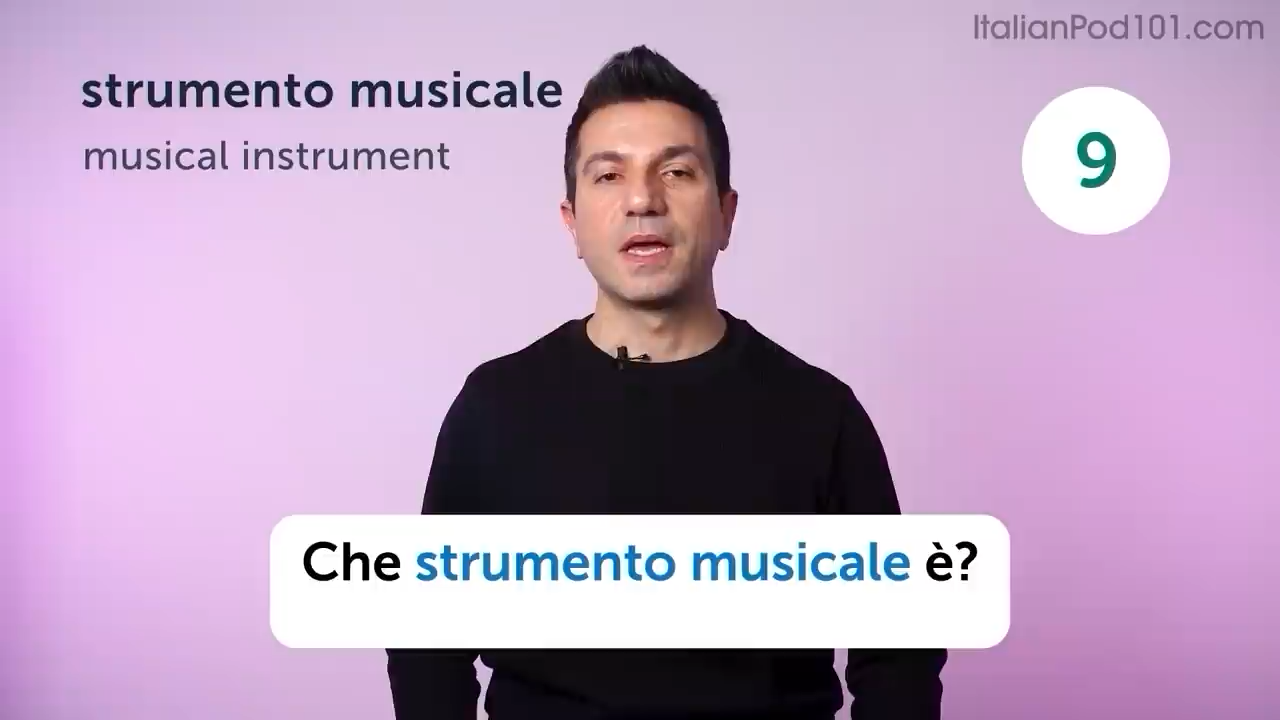 ItalianPod101.com
strumento musicale
musical instrument
9
Che strumento musicale è?